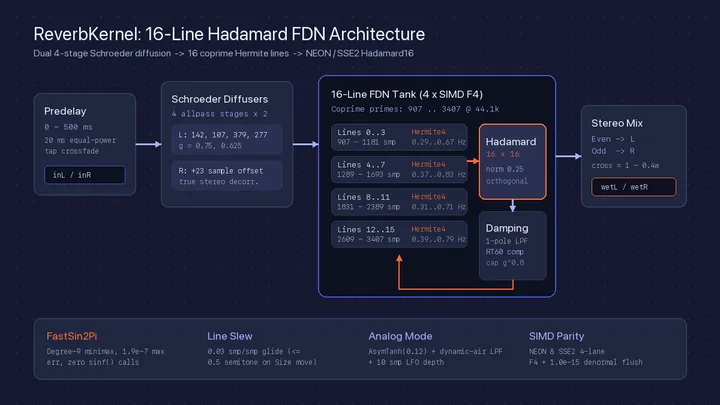 ReverbKernel: 16-Line Hadamard FDN Architecture
Dual 4-stage Schroeder diffusion -> 16 coprime Hermite lines -> NEON/SSE2 Hadamard16
Predelay
0 – 500 ms
20 ms equal-power
tap crossfade
inL / inR
Schroeder Diffusers
4 allpass stages x 2
L: 142, 107, 379, 277
g = 0.75, 0.625
R: +23 sample offset
true stereo decorr.
16-Line FDN Tank (4 x SIMD F4)
Coprime primes: 907 .. 3407 @ 44.1k
Lines 0..3 Hermite4
907 – 1181 smp 0.29..0.67 Hz
Lines 4..7 Hermite4
1289 – 1693 smp 0.37..0.83 Hz
Lines 8..11 Hermite4
1831 – 2389 smp 0.31..0.71 Hz
Lines 12..15 Hermite4
2609 – 3407 smp 0.39..0.79 Hz
Hadamard
16 x 16
norm 0.25
orthogonal
Damping
1-pole LPF
RT60 comp
cap g^0.8
Stereo Mix
Even -> L
Odd -> R
cross = 1 – 0.4w
wetL / wetR
FastSin2Pi
Degree-9 minimax, 1.9e-7 max
err, zero sinf() calls
Line Slew
0.03 smp/smp glide (<=
0.5 semitone on Size move)
Analog Mode
AsymTanh(0.12) + dynamic-air LPF
+ 10 smp LFO depth
SIMD Parity
NEON & SSE2 4-lane
F4 + 1.0e-15 denormal flush